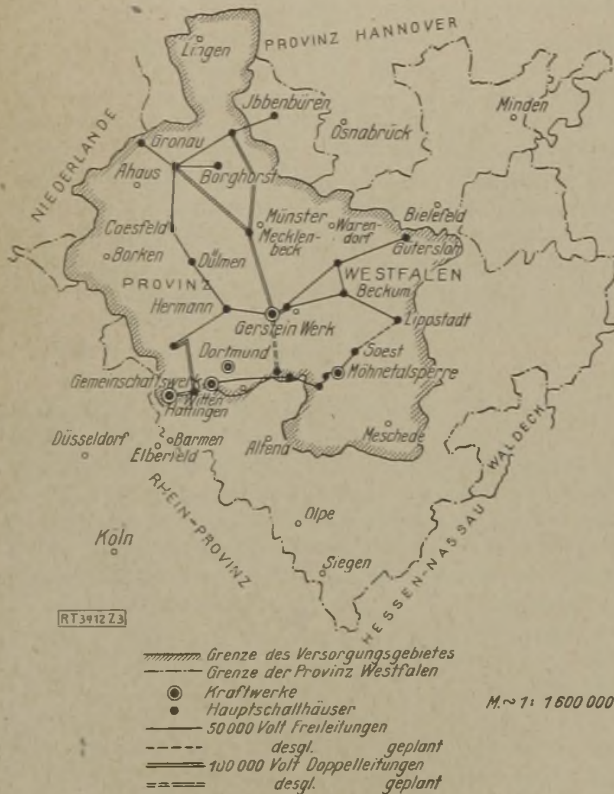 Lingen
PROVINZ HANNOVER
Jbbenbüren
Osnabrück
Minden
Gronau
NIEDERLANDE
Ahaus
Borghorst
Coesfeld
Münster
Mecklenbeck
Warendorf
Bielefeld
Gütersloh
Borken
Dülmen
PROVINZ
WESTFALEN
Beckum
Hermann
Gerstein Werk
Lippstadt
Dortmund
Soest
Möhnetalsperre
Gemeinschaftswerk
Witten
Hattingen
Düsseldorf
Barmen
Elberfeld
Altena
Meschede
WALDECK
RHEIN-PROVINZ
Olpe
HESSEN-NASSAU
Köln
Siegen
RT3912Z3
Grenze des Versorgungsgebietes
Grenze der Provinz Westfalen
Kraftwerke
M.~1:1600000
Hauptschalthäuser
50000 Volt Freileitungen
desgl. geplant
100000 Volt Doppelleitungen
desgl. geplant